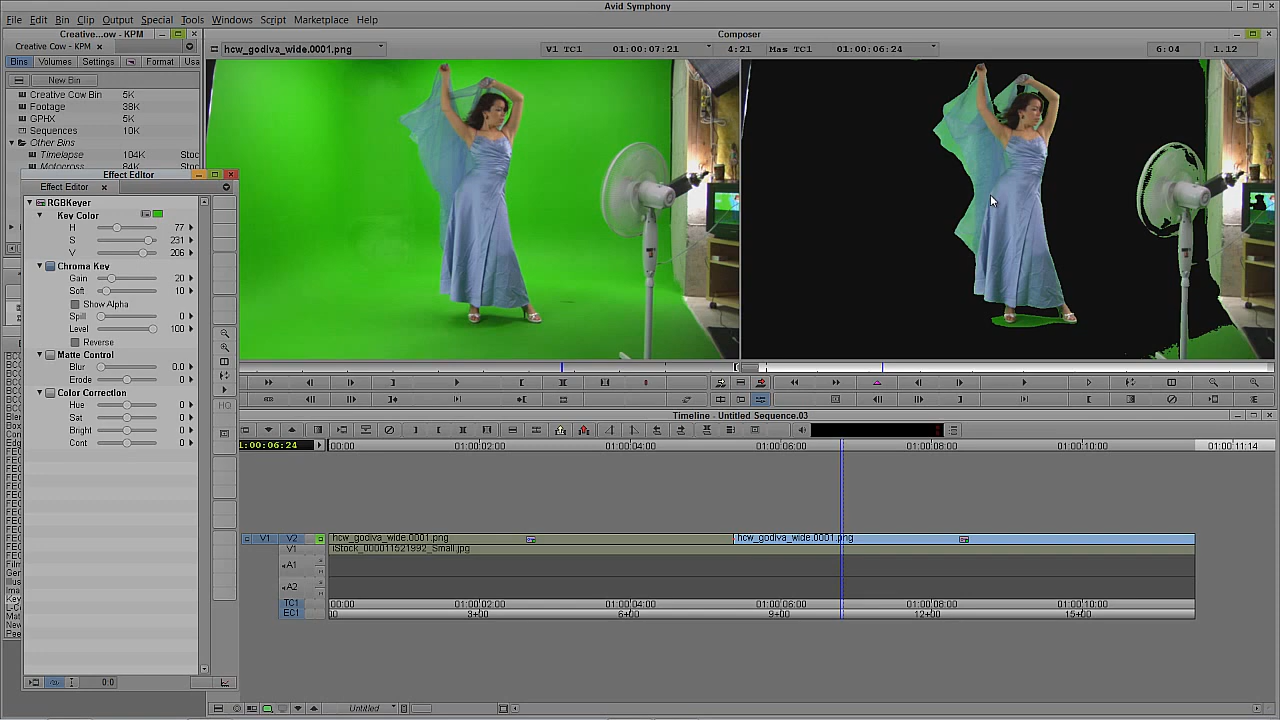 Avid Symphony
File Edit Bin Clip Output Special Tools Windows Script Marketplace Help
Creative...ow - KPM
Composer
Creative Cow - KPM
hcw_godiva_wide.0001.png
V1 TC1 01:00:07:21 4:21 Mas TC1 01:00:06:24 6:04 1.12
Bins Volumes Settings Format Use
New Bin
Creative Cow Bin 5K
Footage 38K
GPHX 5K
Sequences 10K
Other Bins
Timelapse 104K Stoc
Motocross 84K Stoc
Effect Editor
Effect Editor
RGBKeyer
Key Color
H 77
S 231
V 206
Chroma Key
Gain 20
Soft 10
Show Alpha
Spill 0
Level 100
Reverse
Matte Control
Blur 0.0
Erode 0
Color Correction
Hue 0
Sat 0
Bright 0
Cont 0
HQ
0:0
Timeline - Untitled Sequence.03
1:00:06:24
00:00 01:00:02:00 01:00:04:00 01:00:06:00 01:00:08:00 01:00:10:00 01:00:11:14
V1 V2 hcw_godiva_wide.0001.png hcw_godiva_wide.0001.png
V1 iStock_000011521992_Small.jpg
A1
A2
TC1 00:00 01:00:02:00 01:00:04:00 01:00:06:00 01:00:08:00 01:00:10:00
EC1 3+00 6+00 9+00 12+00 15+00
Untitled